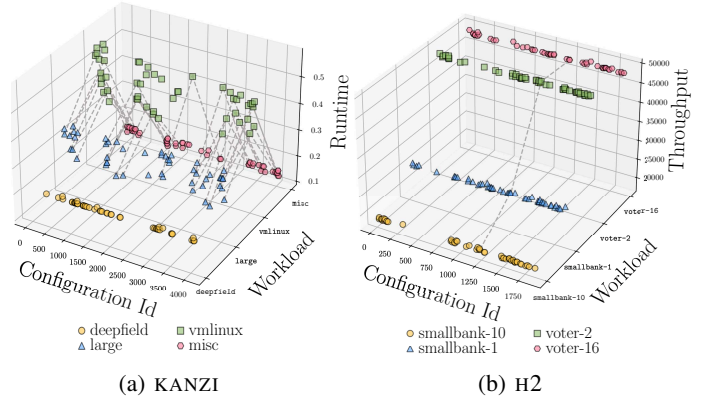 0.5
0.4
0.3
0.2
0.1
Runtime
misc
vmlinux
large
deepfield
Workload
0
500
1000
1500
2000
2500
3000
3500
4000
Configuration Id
deepfield
vmlinux
large
misc
(a) KANZI
50000
45000
40000
35000
30000
25000
20000
Throughput
voter-16
voter-2
smallbank-1
smallbank-10
Workload
0
250
500
750
1000
1250
1500
1750
Configuration Id
smallbank-10
voter-2
smallbank-1
voter-16
(b) H2